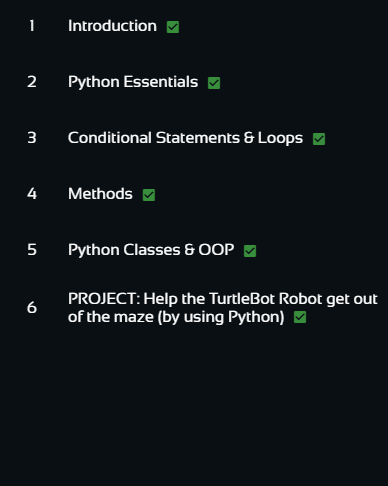 1 Introduction
2 Python Essentials
3 Conditional Statements & Loops
4 Methods
5 Python Classes & OOP
6 PROJECT: Help the TurtleBot Robot get out
of the maze (by using Python)